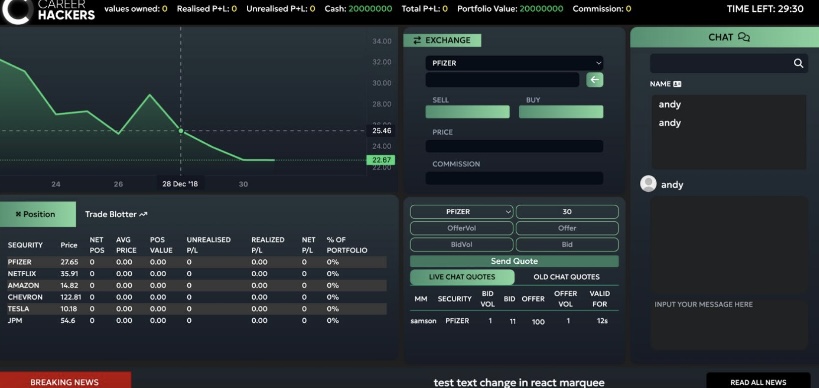 CAREER
HACKERS
values owned: 0 Realised P+L: 0 Unrealised P+L: 0 Cash: 20000000 Total P+L: 0 Portfolio Value: 20000000 Commission: 0
TIME LEFT: 29:30
34.00
32.00
30.00
28.00
26.00
25.46
24.00
22.67
22.00
24 26 28 Dec '18 30
EXCHANGE
PFIZER
SELL BUY
PRICE
COMMISSION
CHAT
NAME
andy
andy
andy
INPUT YOUR MESSAGE HERE
Position Trade Blotter
SEQURITY Price NET POS AVG PRICE POS VALUE UNREALISED P/L REALIZED P/L NET P/L % OF PORTFOLIO
PFIZER 27.65 0 0.00 0.00 0 0.00 0 0%
NETFLIX 35.91 0 0.00 0.00 0 0.00 0 0%
AMAZON 14.82 0 0.00 0.00 0 0.00 0 0%
CHEVRON 122.81 0 0.00 0.00 0 0.00 0 0%
TESLA 10.18 0 0.00 0.00 0 0.00 0 0%
JPM 54.6 0 0.00 0.00 0 0.00 0 0%
PFIZER 30
OfferVol Offer
BidVol Bid
Send Quote
LIVE CHAT QUOTES OLD CHAT QUOTES
MM SECURITY BID VOL BID OFFER OFFER VOL VALID FOR
samson PFIZER 1 11 100 1 12s
BREAKING NEWS
test text change in react marquee
READ ALL NEWS